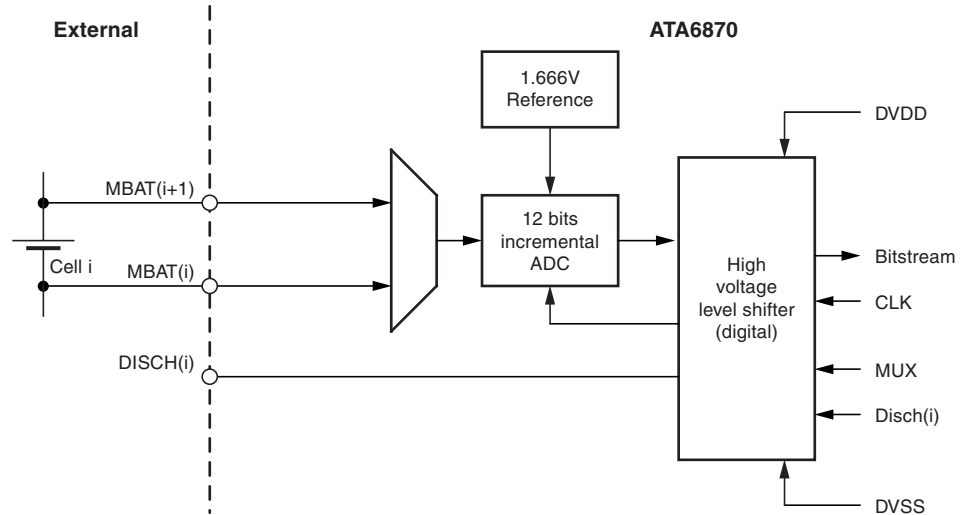 External
ATA6870
1.666V
Reference
DVDD
MBAT(i+1)
12 bits
incremental
ADC
Cell i
MBAT(i)
High
voltage
level shifter
(digital)
Bitstream
CLK
DISCH(i)
MUX
Disch(i)
DVSS